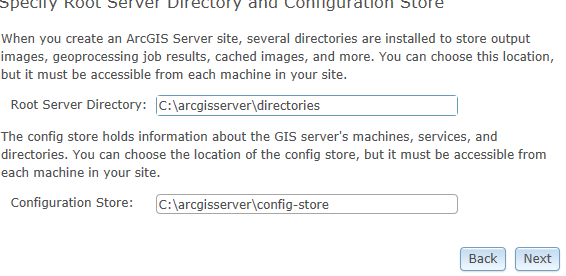 Specify Root Server Directory and Configuration Store
When you create an ArcGIS Server site, several directories are installed to store output
images, geoprocessing job results, cached images, and more. You can choose this location,
but it must be accessible from each machine in your site.
Root Server Directory: C:\arcgisserver\directories
The config store holds information about the GIS server's machines, services, and
directories. You can choose the location of the config store, but it must be accessible from
each machine in your site.
Configuration Store: C:\arcgisserver\config-store
Back Next